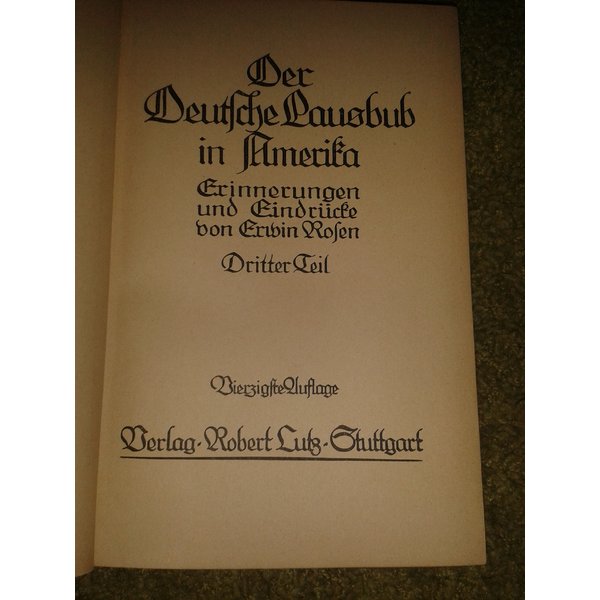 Der
Deutsche Lausbub
in Amerika
Erinnerungen
und Eindrücke
von Erwin Rosen
Dritter Teil
Vierzigste Auflage
Verlag · Robert Lutz · Stuttgart